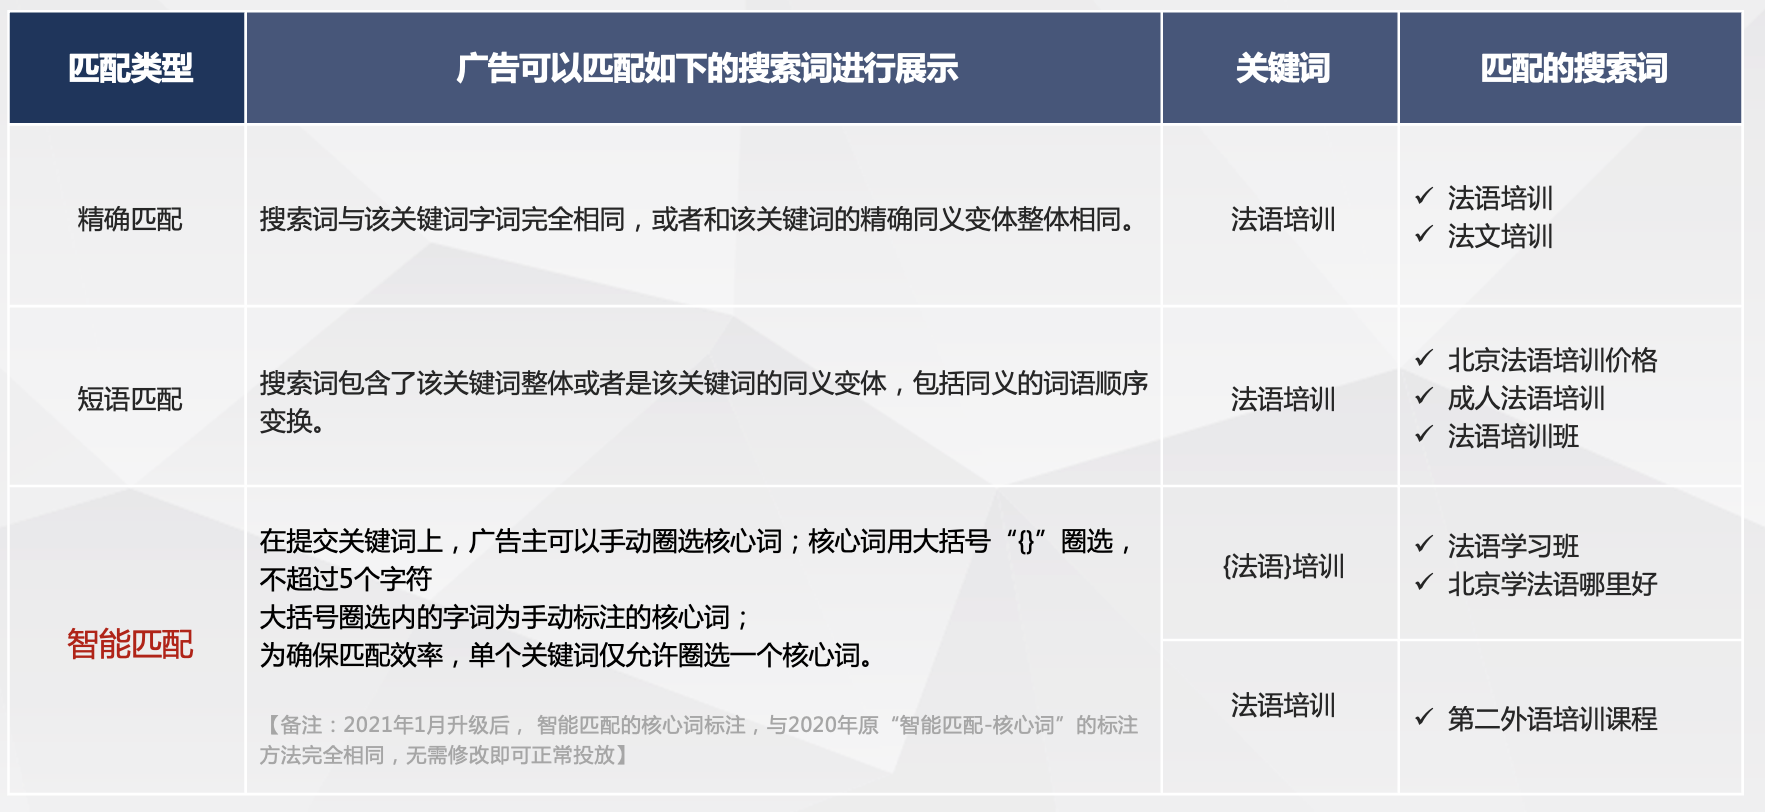 匹配类型
广告可以匹配如下的搜索词进行展示
关键词
匹配的搜索词
精确匹配
搜索词与该关键词字词完全相同，或者和该关键词的精确同义变体整体相同。
法语培训
✓ 法语培训
✓ 法文培训
短语匹配
搜索词包含了该关键词整体或者是该关键词的同义变体，包括同义的词语顺序
变换。
法语培训
✓ 北京法语培训价格
✓ 成人法语培训
✓ 法语培训班
智能匹配
在提交关键词上，广告主可以手动圈选核心词；核心词用大括号“{}”圈选，
不超过5个字符
大括号圈选内的字词为手动标注的核心词；
为确保匹配效率，单个关键词仅允许圈选一个核心词。
【备注：2021年1月升级后， 智能匹配的核心词标注，与2020年原“智能匹配-核心词”的标注
方法完全相同，无需修改即可正常投放】
{法语}培训
✓ 法语学习班
✓ 北京学法语哪里好
法语培训
✓ 第二外语培训课程